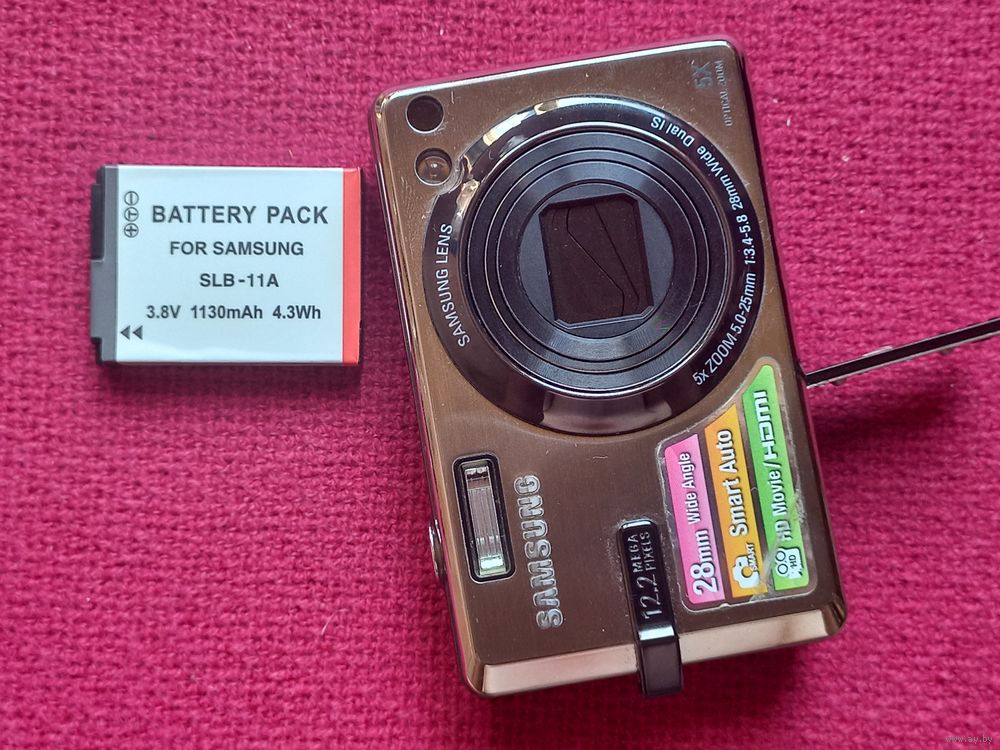 BATTERY PACK
FOR SAMSUNG
SLB-11A
3.8V 1130mAh 4.3Wh
5X
OPTICAL ZOOM
SAMSUNG LENS
5x ZOOM 5.0-25mm 1:3.4-5.8 28mm Wide Dual IS
SAMSUNG
12.2 MEGA
PIXELS
28mm Wide Angle
SMART
Smart Auto
HD
HD Movie/HDMI
www.ay.by